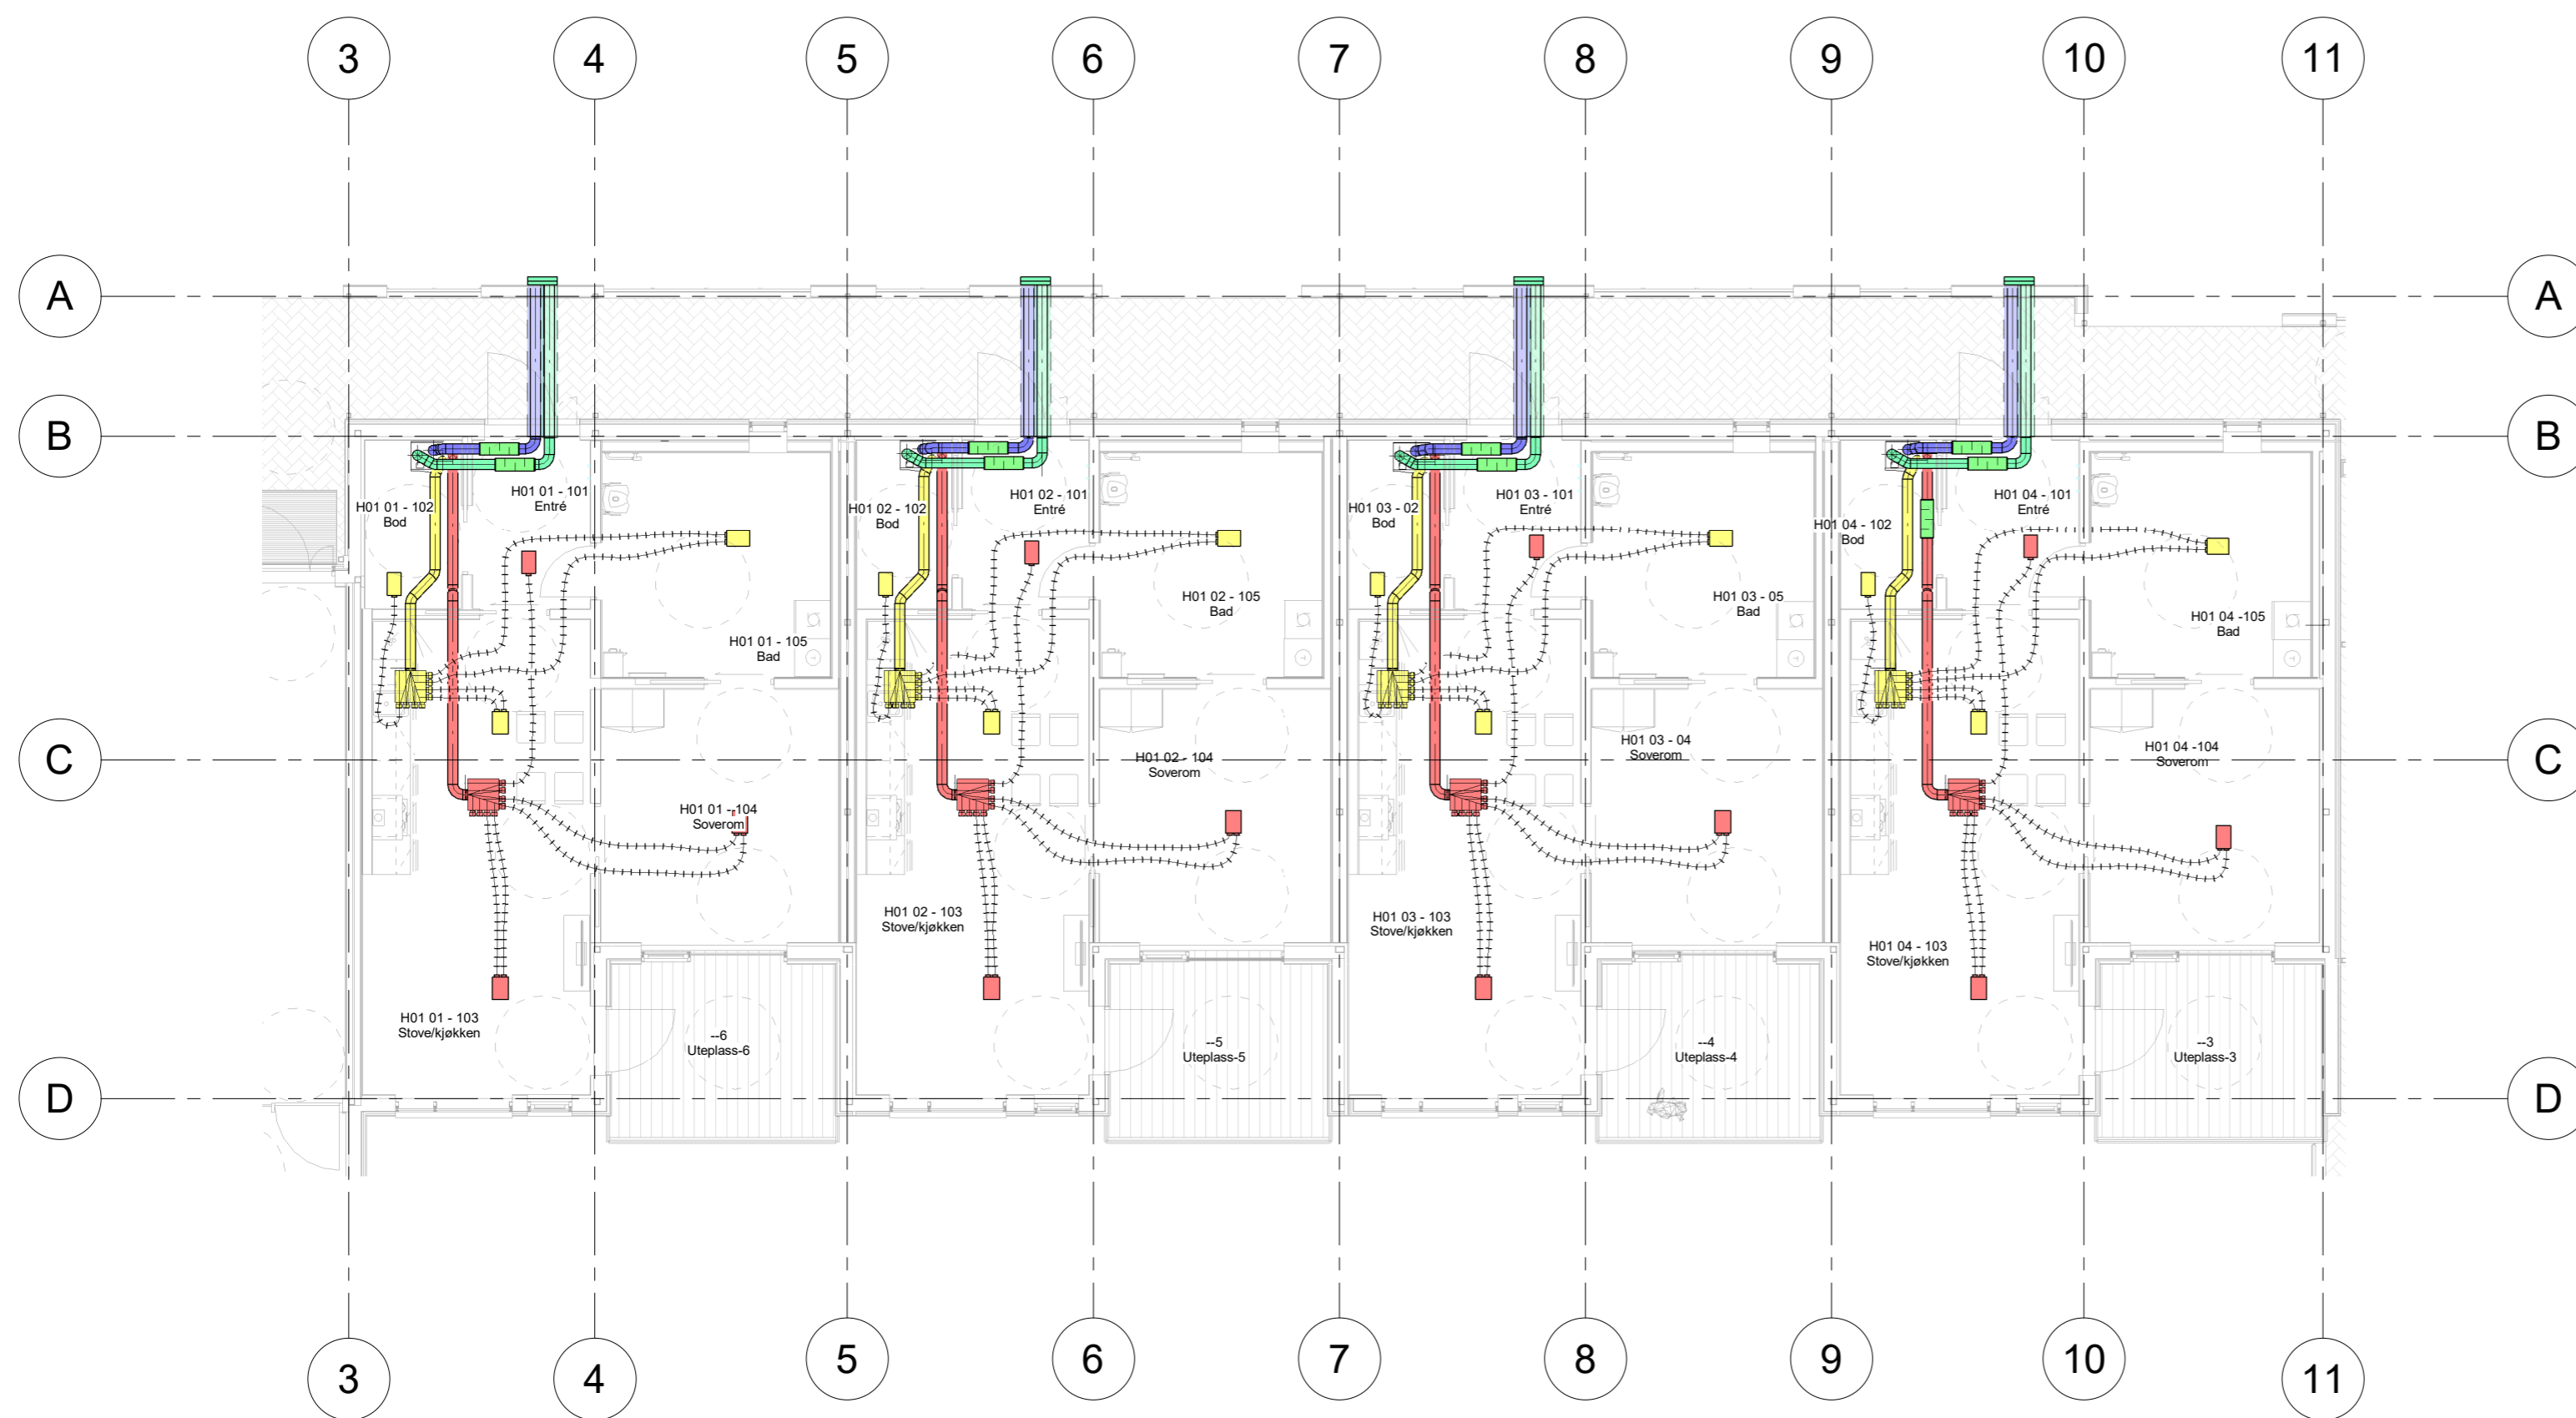 3 4 5 6 7 8 9 10 11
A A
B B
H01 01 - 101
Entré
H01 01 - 102
Bod
H01 02 - 101
Entré
H01 02 - 102
Bod
H01 03 - 101
Entré
H01 03 - 02
Bod
H01 04 - 101
Entré
H01 04 - 102
Bod
H01 01 - 105
Bad
H01 02 - 105
Bad
H01 03 - 05
Bad
H01 04 -105
Bad
C C
H01 01 - 104
Soverom
H01 02 - 104
Soverom
H01 03 - 04
Soverom
H01 04 -104
Soverom
H01 01 - 103
Stove/kjøkken
H01 02 - 103
Stove/kjøkken
H01 03 - 103
Stove/kjøkken
H01 04 - 103
Stove/kjøkken
--6
Uteplass-6
--5
Uteplass-5
--4
Uteplass-4
--3
Uteplass-3
D D
3 4 5 6 7 8 9 10 11